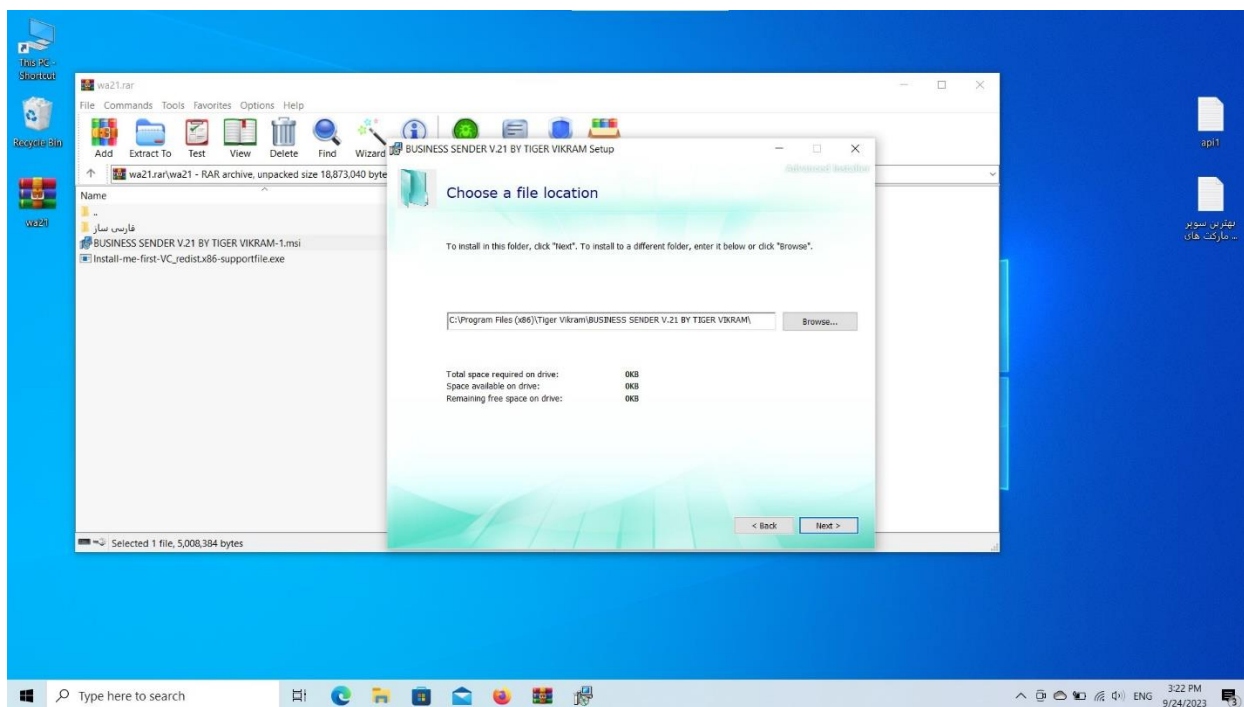 This PC -
Shortcut
Recycle Bin
wa21
wa21.rar
File Commands Tools Favorites Options Help
Add Extract To Test View Delete Find Wizard
wa21.rar\wa21 - RAR archive, unpacked size 18,873,040 byte
Name
..
فارسی ساز
BUSINESS SENDER V.21 BY TIGER VIKRAM-1.msi
Install-me-first-VC_redist.x86-supportfile.exe
Selected 1 file, 5,008,384 bytes
BUSINESS SENDER V.21 BY TIGER VIKRAM Setup
Advanced Installer
Choose a file location
To install in this folder, click "Next". To install to a different folder, enter it below or click "Browse".
C:\Program Files (x86)\Tiger Vikram\BUSINESS SENDER V.21 BY TIGER VIKRAM\
Browse...
Total space required on drive: 0KB
Space available on drive: 0KB
Remaining free space on drive: 0KB
< Back Next >
api1
بهترین سوپر
مارکت های ...
Type here to search
ENG
3:22 PM
9/24/2023
3